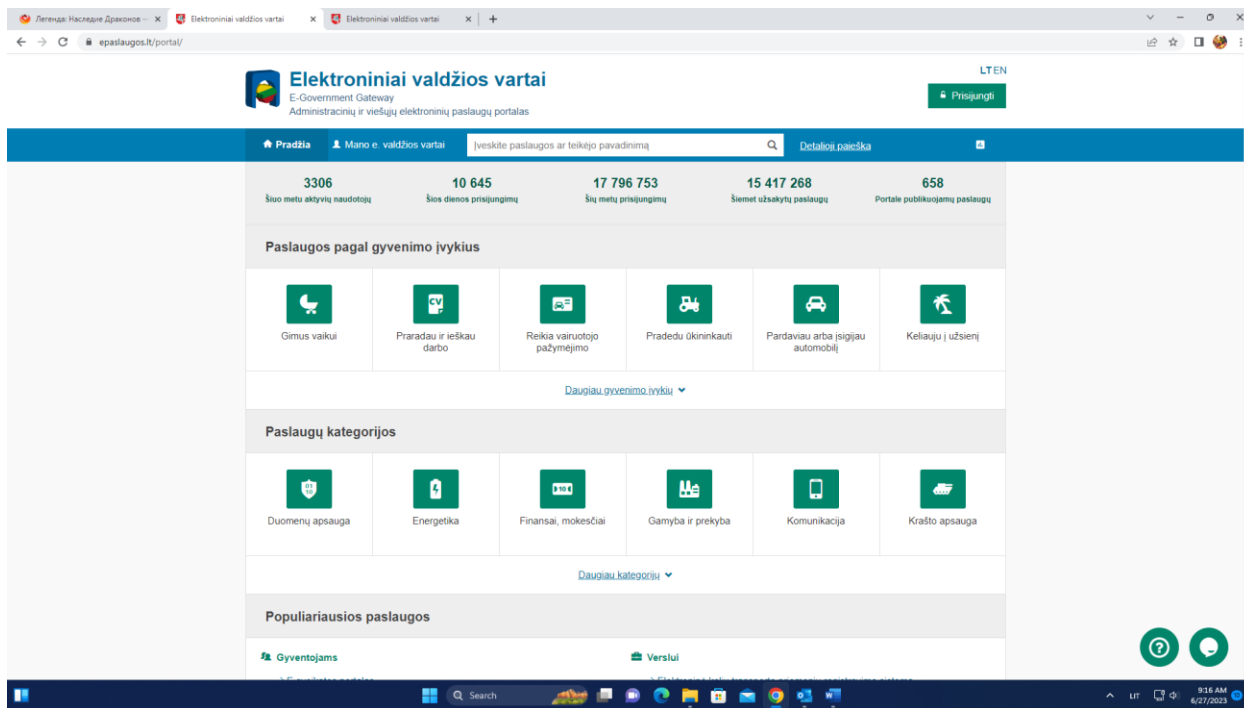 Легенда: Наследие Драконов —
Elektroniniai valdžios vartai
Elektroniniai valdžios vartai
epaslaugos.lt/portal/
LT EN
Elektroniniai valdžios vartai
E-Government Gateway
Administracinių ir viešųjų elektroninių paslaugų portalas
Prisijungti
Pradžia
Mano e. valdžios vartai
Įveskite paslaugos ar teikėjo pavadinimą
Detalioji paieška
3306
Šiuo metu aktyvių naudotojų
10 645
Šios dienos prisijungimų
17 796 753
Šių metų prisijungimų
15 417 268
Šiemet užsakytų paslaugų
658
Portale publikuojamų paslaugų
Paslaugos pagal gyvenimo įvykius
CV
Gimus vaikui
Praradau ir ieškau
darbo
Reikia vairuotojo
pažymėjimo
Pradedu ūkininkauti
Pardaviau arba įsigijau
automobilį
Keliauju į užsienį
Daugiau gyvenimo įvykių
Paslaugų kategorijos
Duomenų apsauga
Energetika
Finansai, mokesčiai
Gamyba ir prekyba
Komunikacija
Krašto apsauga
Daugiau kategorijų
Populiariausios paslaugos
Gyventojams
Verslui
Search
LIT
9:16 AM
6/27/2023